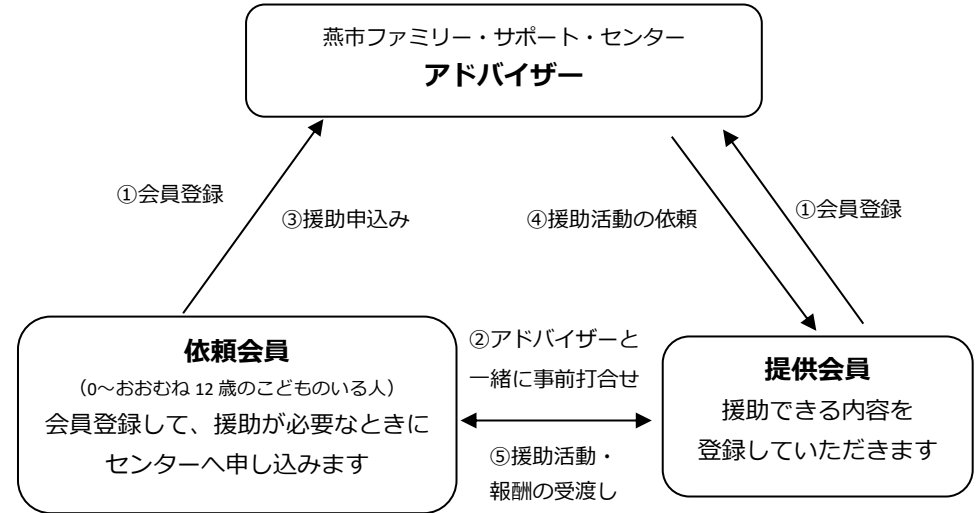 燕市ファミリー・サポート・センター
アドバイザー
①会員登録
③援助申込み
④援助活動の依頼
①会員登録
依頼会員
（0～おおむね 12 歳のこどものいる人）
会員登録して、援助が必要なときに
センターへ申し込みます
②アドバイザーと
一緒に事前打合せ
⑤援助活動・
報酬の受渡し
提供会員
援助できる内容を
登録していただきます